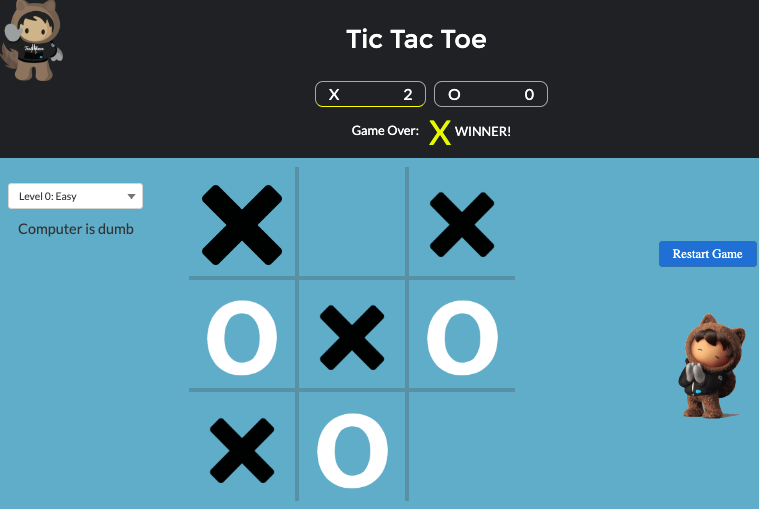 Tic Tac Toe
X 2 O 0
Game Over: X WINNER!
Level 0: Easy
Computer is dumb
X X
O X O
X O
Restart Game